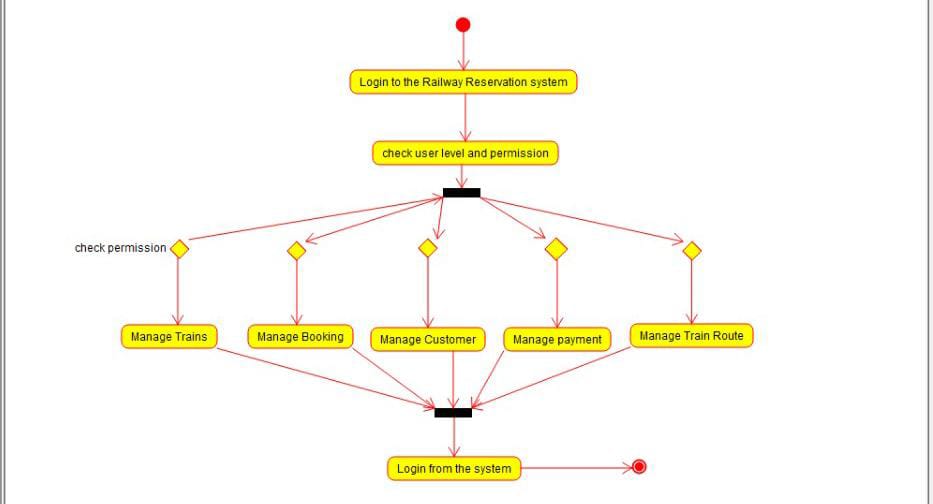 Login to the Railway Reservation system
check user level and permission
check permission
Manage Trains
Manage Booking
Manage Customer
Manage payment
Manage Train Route
Login from the system